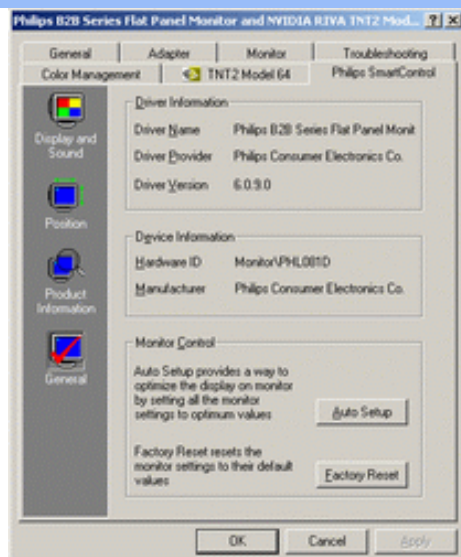 Philips B2B Series Flat Panel Monitor and NVIDIA RIVA TNT2 Mod...
General Adapter Monitor Troubleshooting
Color Management TNT2 Model 64 Philips SmartControl
Display and
Sound
Position
Product
Information
General
Driver Information
Driver Name Philips B2B Series Flat Panel Monit
Driver Provider Philips Consumer Electronics Co.
Driver Version 6.0.9.0
Device Information
Hardware ID Monitor\PHL081D
Manufacturer Philips Consumer Electronics Co.
Monitor Control
Auto Setup provides a way to
optimize the display on monitor
by setting all the monitor
settings to optimum values
Auto Setup
Factory Reset resets the
monitor settings to their default
values
Factory Reset
OK Cancel Apply